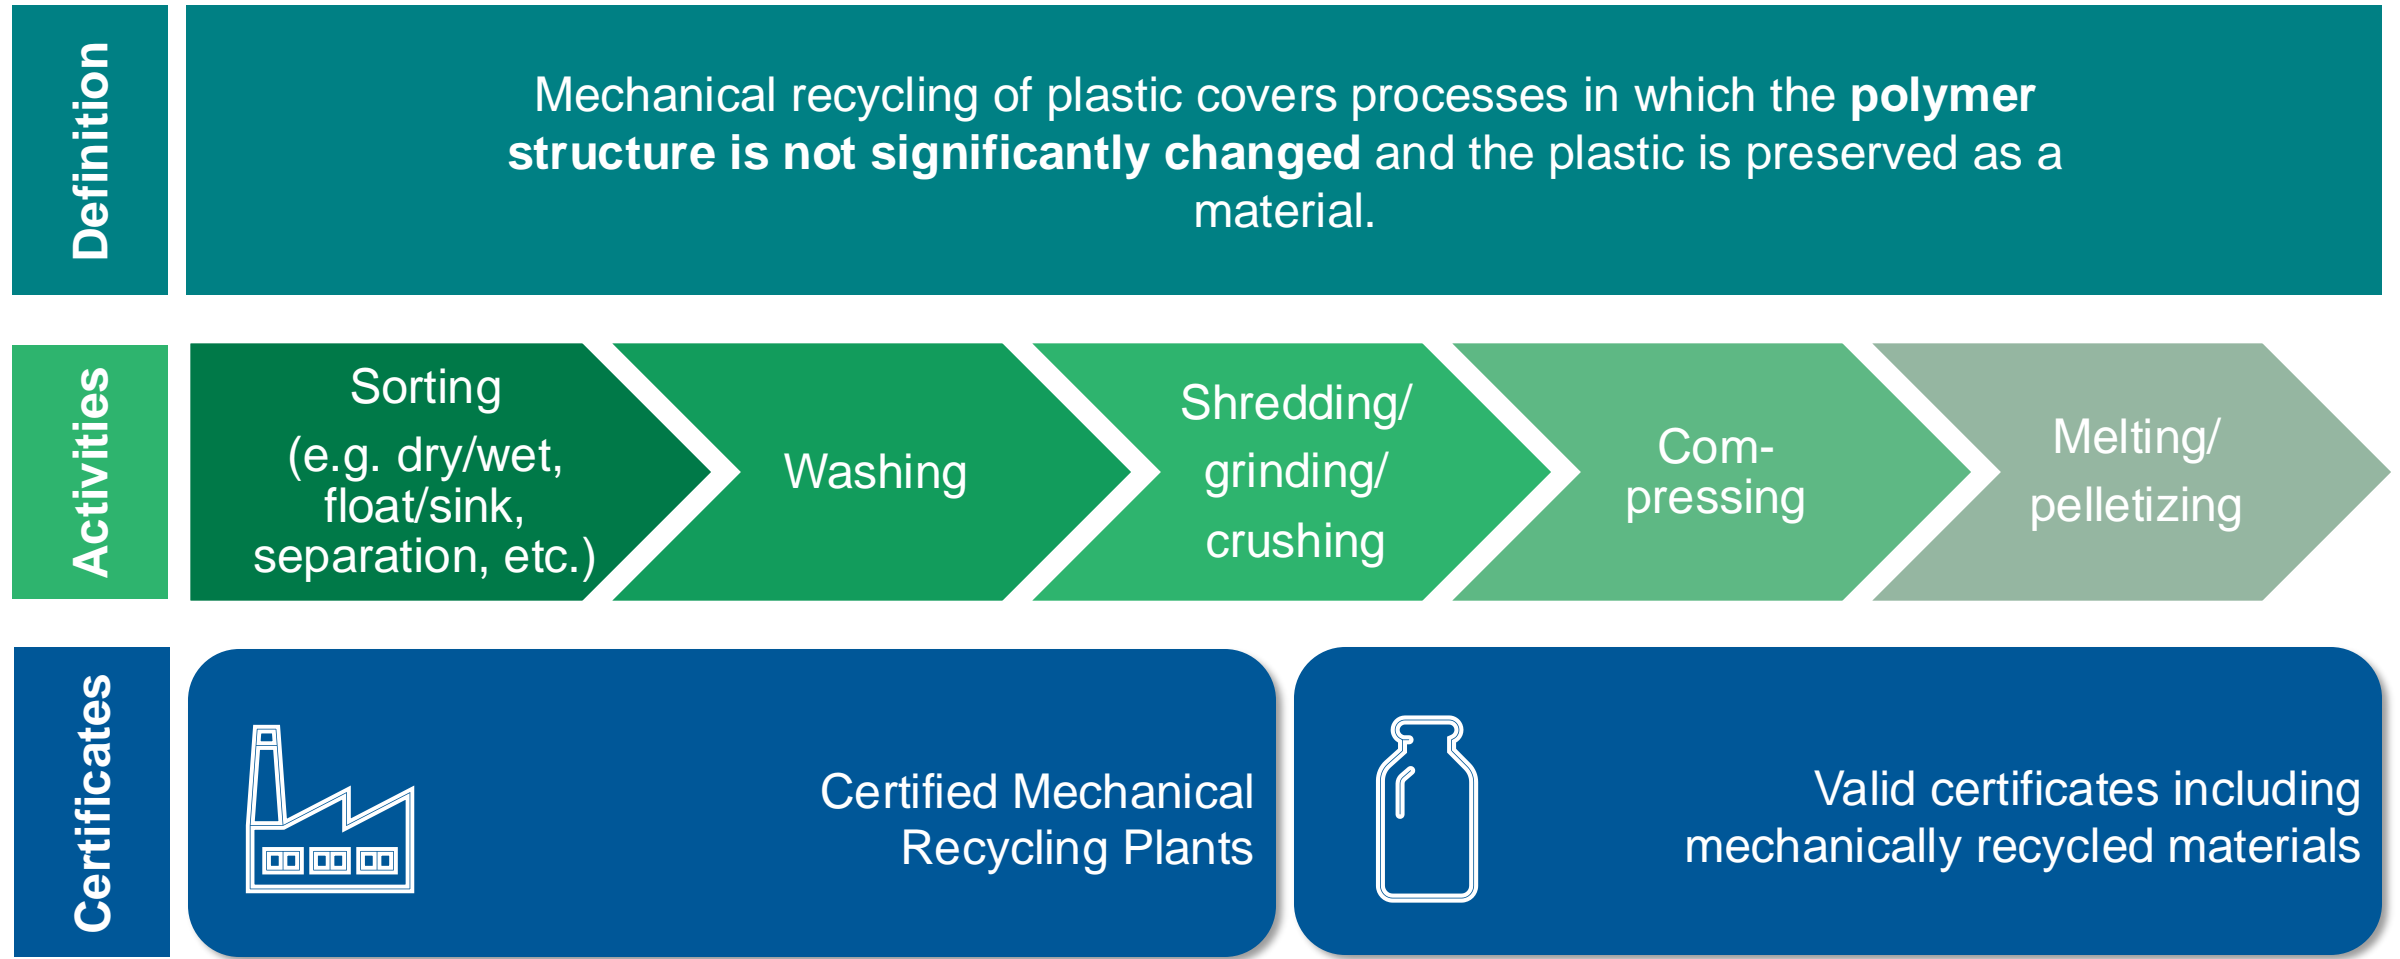 Definition
Mechanical recycling of plastic covers processes in which the polymer
structure is not significantly changed and the plastic is preserved as a
material.
Activities
Sorting
(e.g. dry/wet,
float/sink,
separation, etc.)
Washing
Shredding/
grinding/
crushing
Com-
pressing
Melting/
pelletizing
Certificates
Certified Mechanical
Recycling Plants
Valid certificates including
mechanically recycled materials